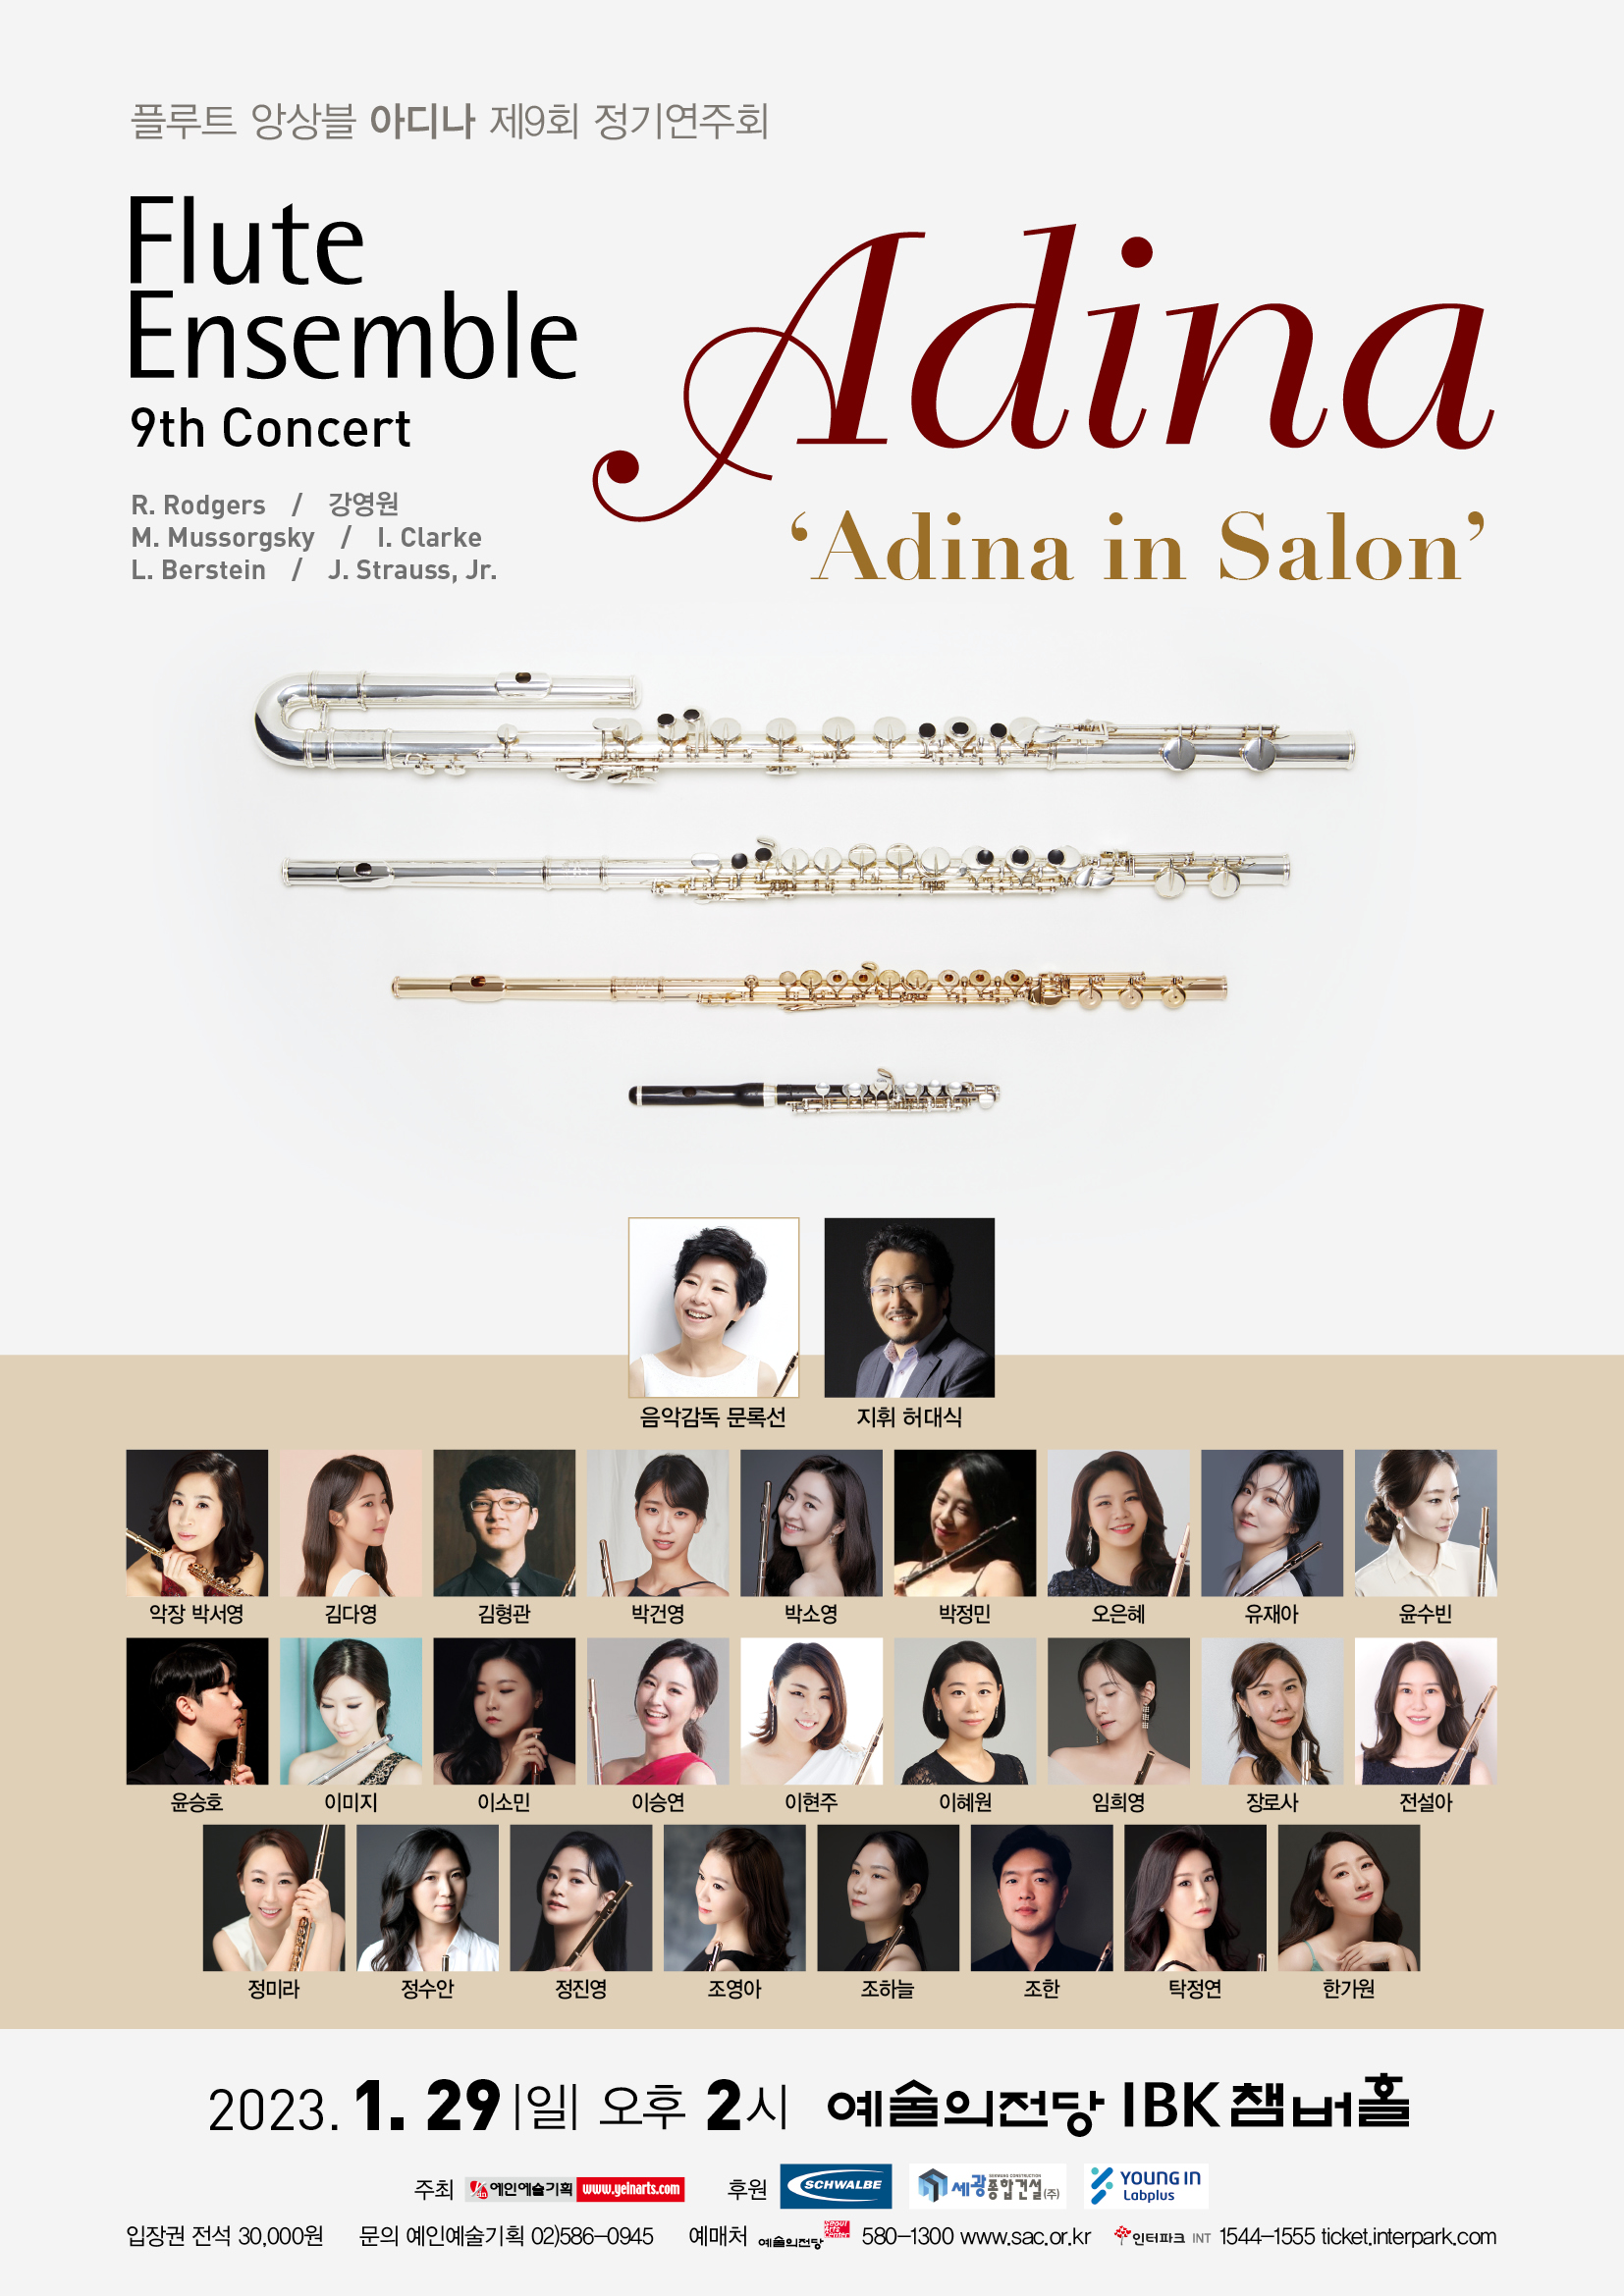 플루트 앙상블 아디나 제9회 정기연주회
Flute
Ensemble
9th Concert
Adina
R. Rodgers / 강영원
M. Mussorgsky / I. Clarke
L. Berstein / J. Strauss, Jr.
‘Adina in Salon’
음악감독 문록선 지휘 허대식
악장 박서영 김다영 김형관 박건영 박소영 박정민 오은혜 유재아 윤수빈
윤승호 이미지 이소민 이승연 이현주 이혜원 임희영 장로사 전설아
정미라 정수안 정진영 조영아 조하늘 조한 탁정연 한가원
2023. 1. 29 |일| 오후 2시 예술의전당 IBK챔버홀
주최 예인예술기획 www.yeinarts.com 후원 SCHWALBE 세광종합건설(주) YOUNG IN Labplus
입장권 전석 30,000원 문의 예인예술기획 02)586-0945 예매처 예술의전당 580-1300 www.sac.or.kr 인터파크 INT 1544-1555 ticket.interpark.com